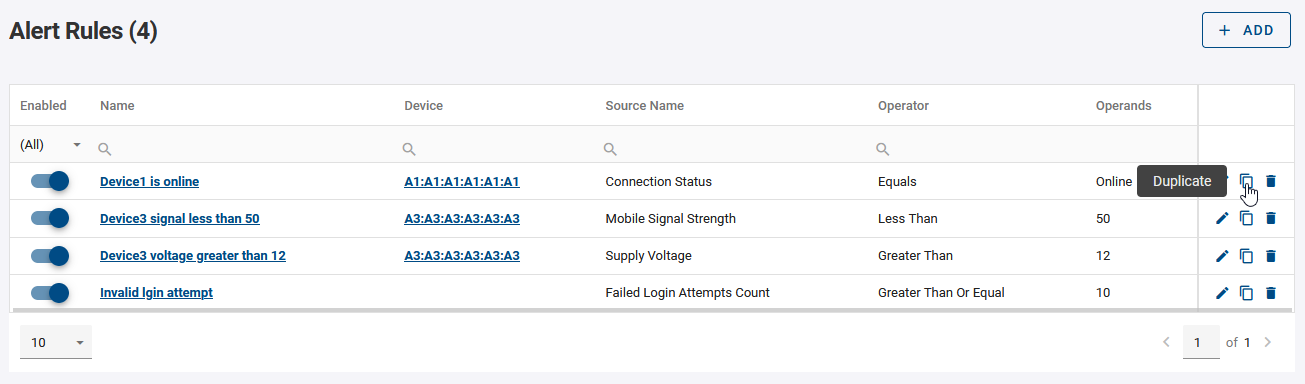 Alert Rules (4)
+ ADD
Enabled Name Device Source Name Operator Operands
(All)
Device1 is online A1:A1:A1:A1:A1:A1 Connection Status Equals Online Duplicate
Device3 signal less than 50 A3:A3:A3:A3:A3:A3 Mobile Signal Strength Less Than 50
Device3 voltage greater than 12 A3:A3:A3:A3:A3:A3 Supply Voltage Greater Than 12
Invalid lgin attempt Failed Login Attempts Count Greater Than Or Equal 10
10 1 of 1